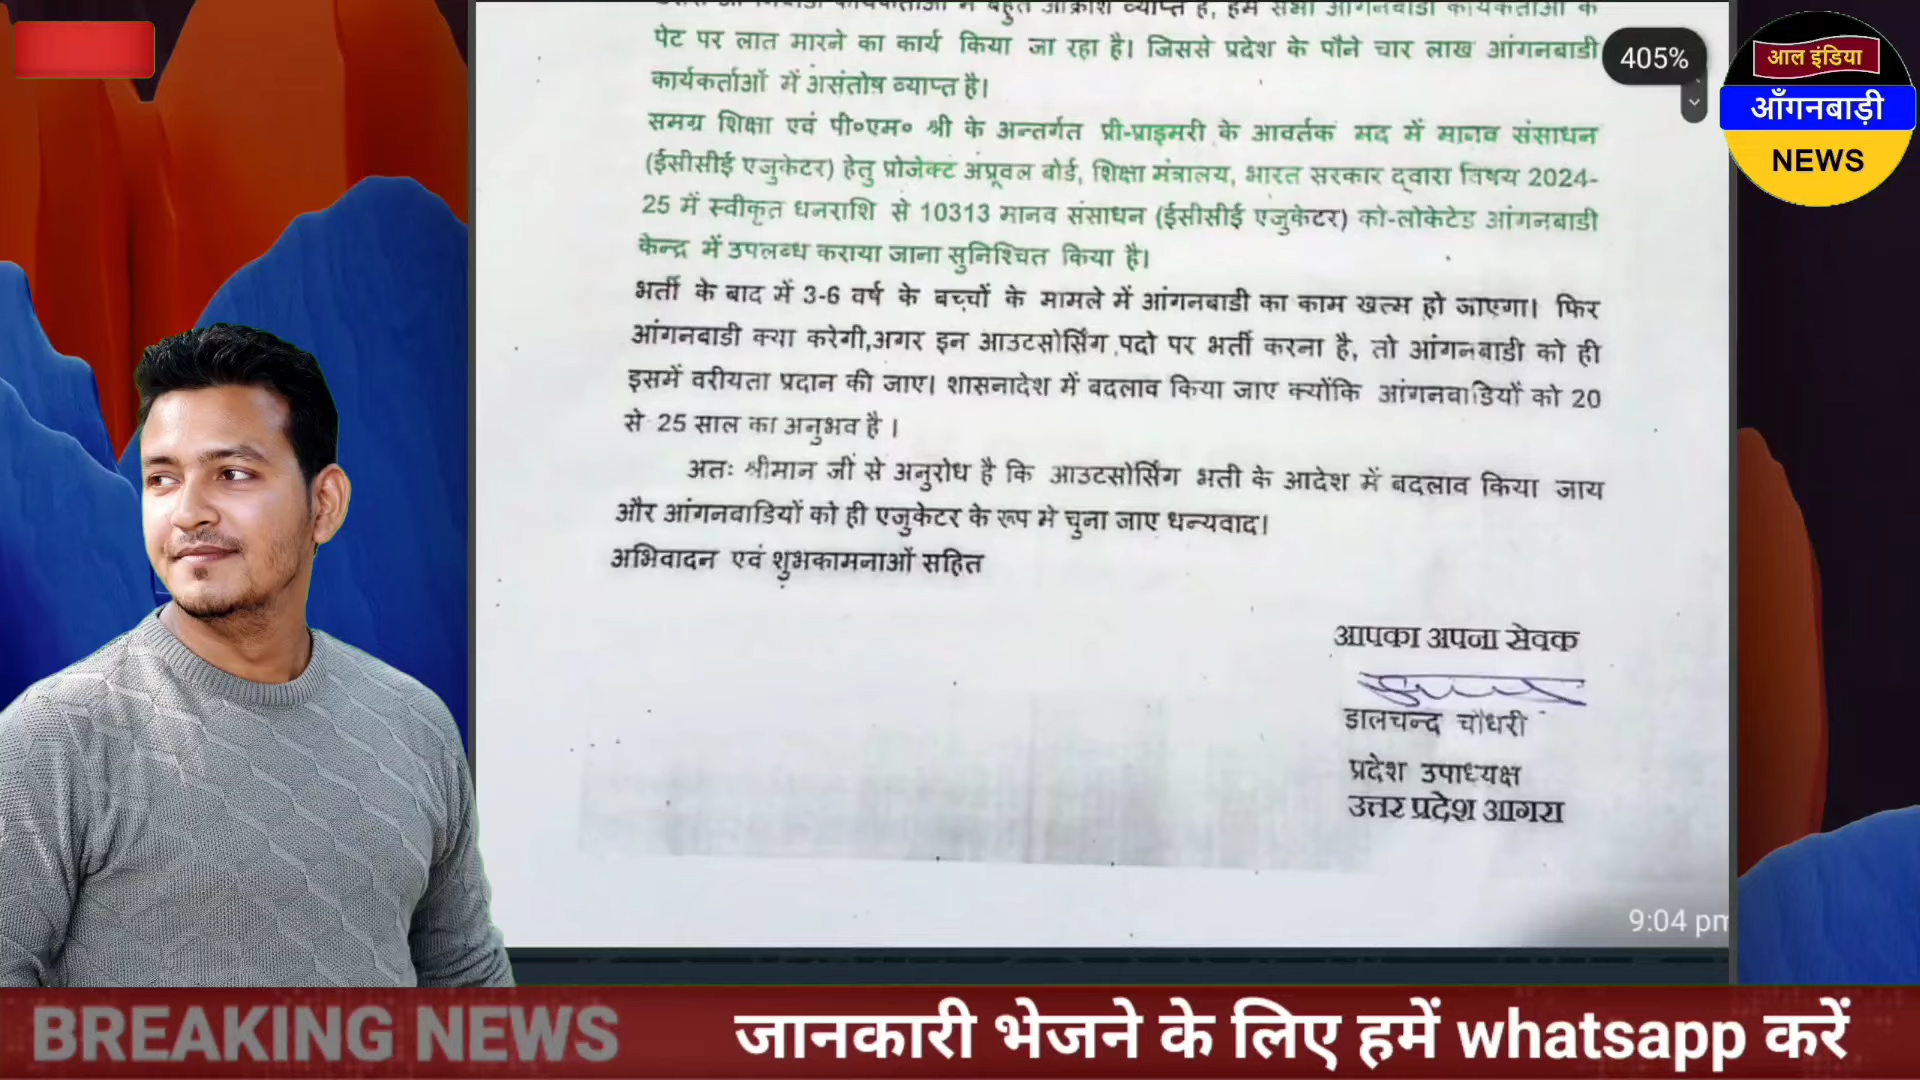 बहुत आक्रोश व्याप्त है, हम सभी आंगनबाडी कार्यकर्ताओं के
पेट पर लात मारने का कार्य किया जा रहा है। जिससे प्रदेश के पौने चार लाख आंगनबाडी
कार्यकर्ताओं में असंतोष व्याप्त है।
समग्र शिक्षा एवं पी०एम० श्री के अन्तर्गत प्री-प्राइमरी के आवर्तक मद में मानव संसाधन
(ईसीसीई एजुकेटर) हेतु प्रोजेक्ट अप्रूवल बोर्ड, शिक्षा मंत्रालय, भारत सरकार द्वारा विषय 2024-
25 में स्वीकृत धनराशि से 10313 मानव संसाधन (ईसीसीई एजुकेटर) को-लोकेटेड आंगनबाडी
केन्द्र में उपलब्ध कराया जाना सुनिश्चित किया है।
भर्ती के बाद में 3-6 वर्ष के बच्चों के मामले में आंगनबाडी का काम खत्म हो जाएगा। फिर
आंगनबाडी क्या करेगी,अगर इन आउटसोर्सिंग पदो पर भर्ती करना है, तो आंगनबाडी को ही
इसमें वरीयता प्रदान की जाए। शासनादेश में बदलाव किया जाए क्योंकि आंगनवाडियों को 20
से 25 साल का अनुभव है ।
अतः श्रीमान जी से अनुरोध है कि आउटसोर्सिंग भर्ती के आदेश में बदलाव किया जाय
और आंगनवाडियों को ही एजुकेटर के रूप मे चुना जाए धन्यवाद।
अभिवादन एवं शुभकामनाओं सहित
आपका अपना सेवक
डालचन्द चौधरी
प्रदेश उपाध्यक्ष
उत्तर प्रदेश आगरा
405%
9:04 pm
आल इंडिया
आँगनबाड़ी
NEWS
BREAKING NEWS
जानकारी भेजने के लिए हमें whatsapp करें